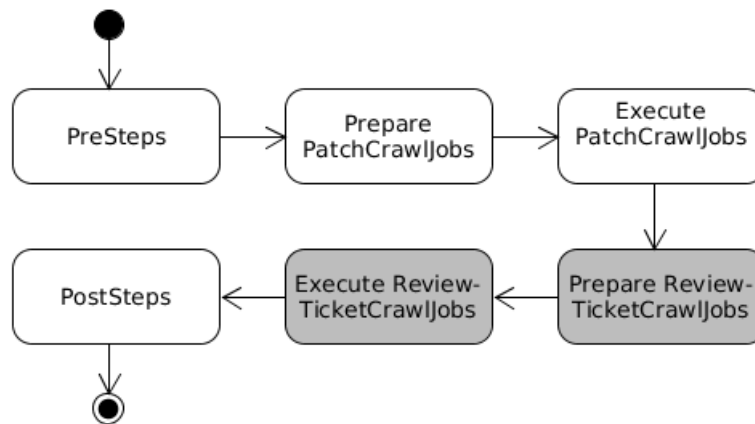 PreSteps
Prepare
PatchCrawlJobs
Execute
PatchCrawlJobs
PostSteps
Execute Review-
TicketCrawlJobs
Prepare Review-
TicketCrawlJobs